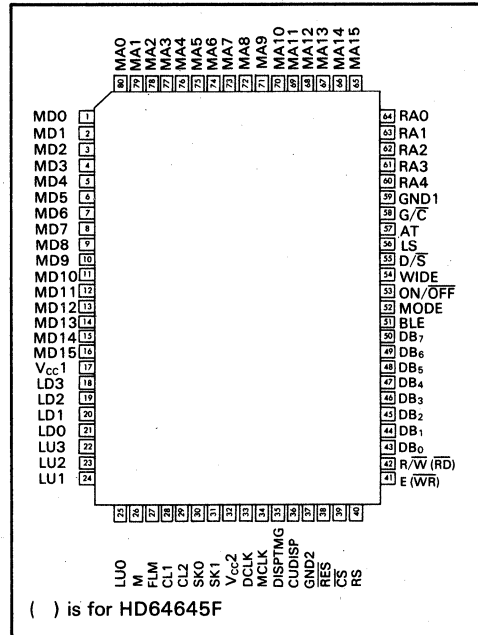 MA0 MA1 MA2 MA3 MA4 MA5 MA6 MA7 MA8 MA9 MA10 MA11 MA12 MA13 MA14 MA15
80 79 78 77 76 75 74 73 72 71 70 69 68 67 66 65
MD0 1
MD1 2
MD2 3
MD3 4
MD4 5
MD5 6
MD6 7
MD7 8
MD8 9
MD9 10
MD10 11
MD11 12
MD12 13
MD13 14
MD14 15
MD15 16
Vcc1 17
LD3 18
LD2 19
LD1 20
LD0 21
LU3 22
LU2 23
LU1 24
64 RA0
63 RA1
62 RA2
61 RA3
60 RA4
59 GND1
58 G/C̅
57 AT
56 LS
55 D/S̅
54 WIDE
53 ON/O̅F̅F̅
52 MODE
51 BLE
50 DB₇
49 DB₆
48 DB₅
47 DB₄
46 DB₃
45 DB₂
44 DB₁
43 DB₀
42 R/W̅ (R̅D̅)
41 E (W̅R̅)
25 26 27 28 29 30 31 32 33 34 35 36 37 38 39 40
LU0 M FLM CL1 CL2 SK0 SK1 Vcc2 DCLK MCLK DISPTMG CUDISP GND2 R̅E̅S̅ C̅S̅ RS
( ) is for HD64645F